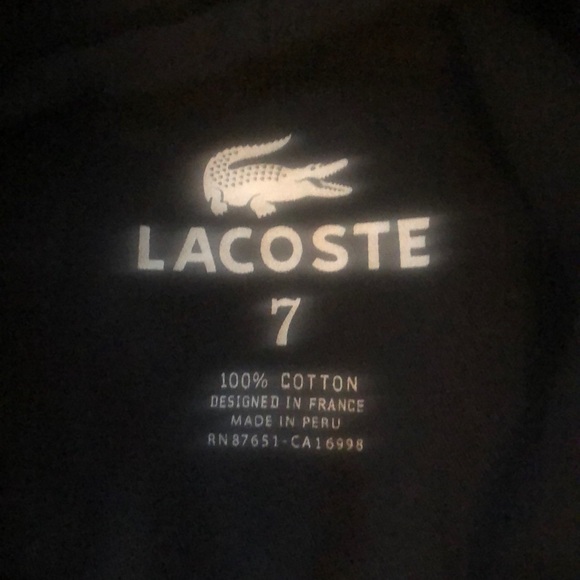 LACOSTE
7
100% COTTON
DESIGNED IN FRANCE
MADE IN PERU
RN87651-CA16998